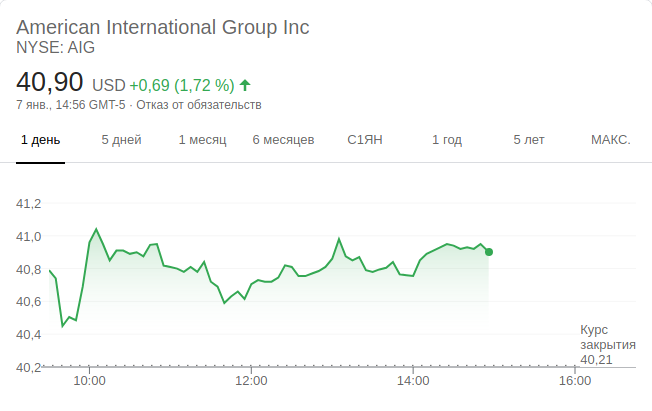 American International Group Inc
NYSE: AIG
40,90 USD +0,69 (1,72 %)
7 янв., 14:56 GMT-5 · Отказ от обязательств
1 день 5 дней 1 месяц 6 месяцев С1ЯН 1 год 5 лет МАКС.
41,2
41,0
40,8
40,6
40,4
Курс
закрытия
40,21
40,2
10:00 12:00 14:00 16:00